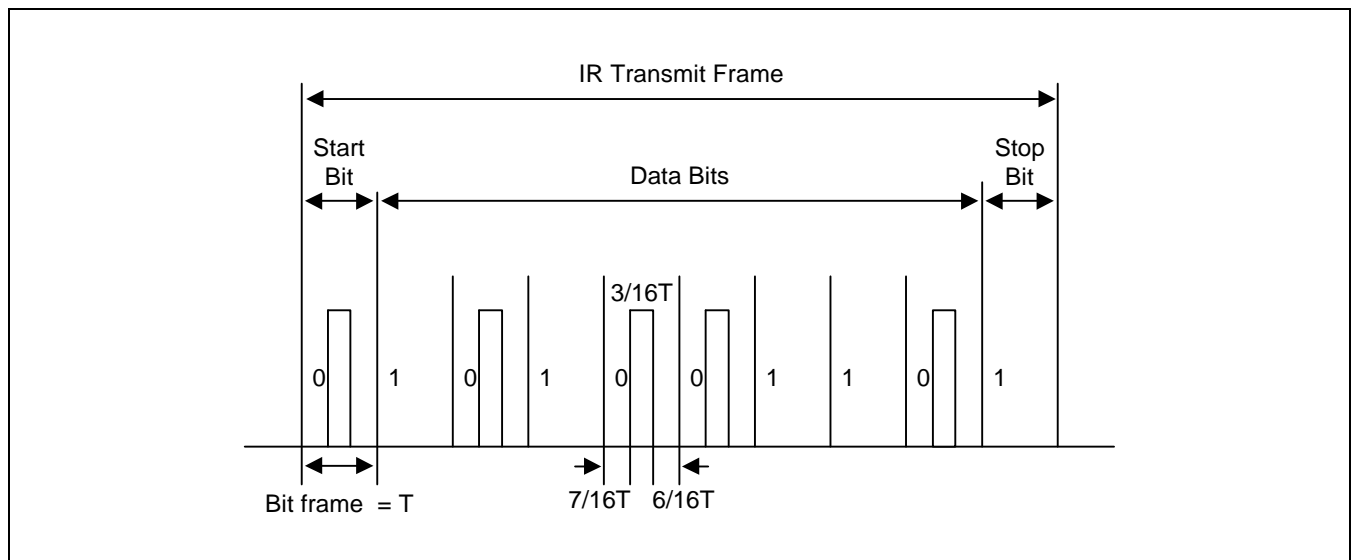 IR Transmit Frame
Start
Bit
Data Bits
Stop
Bit
3/16T
0 1 0 1 0 0 1 1 0 1
7/16T 6/16T
Bit frame = T